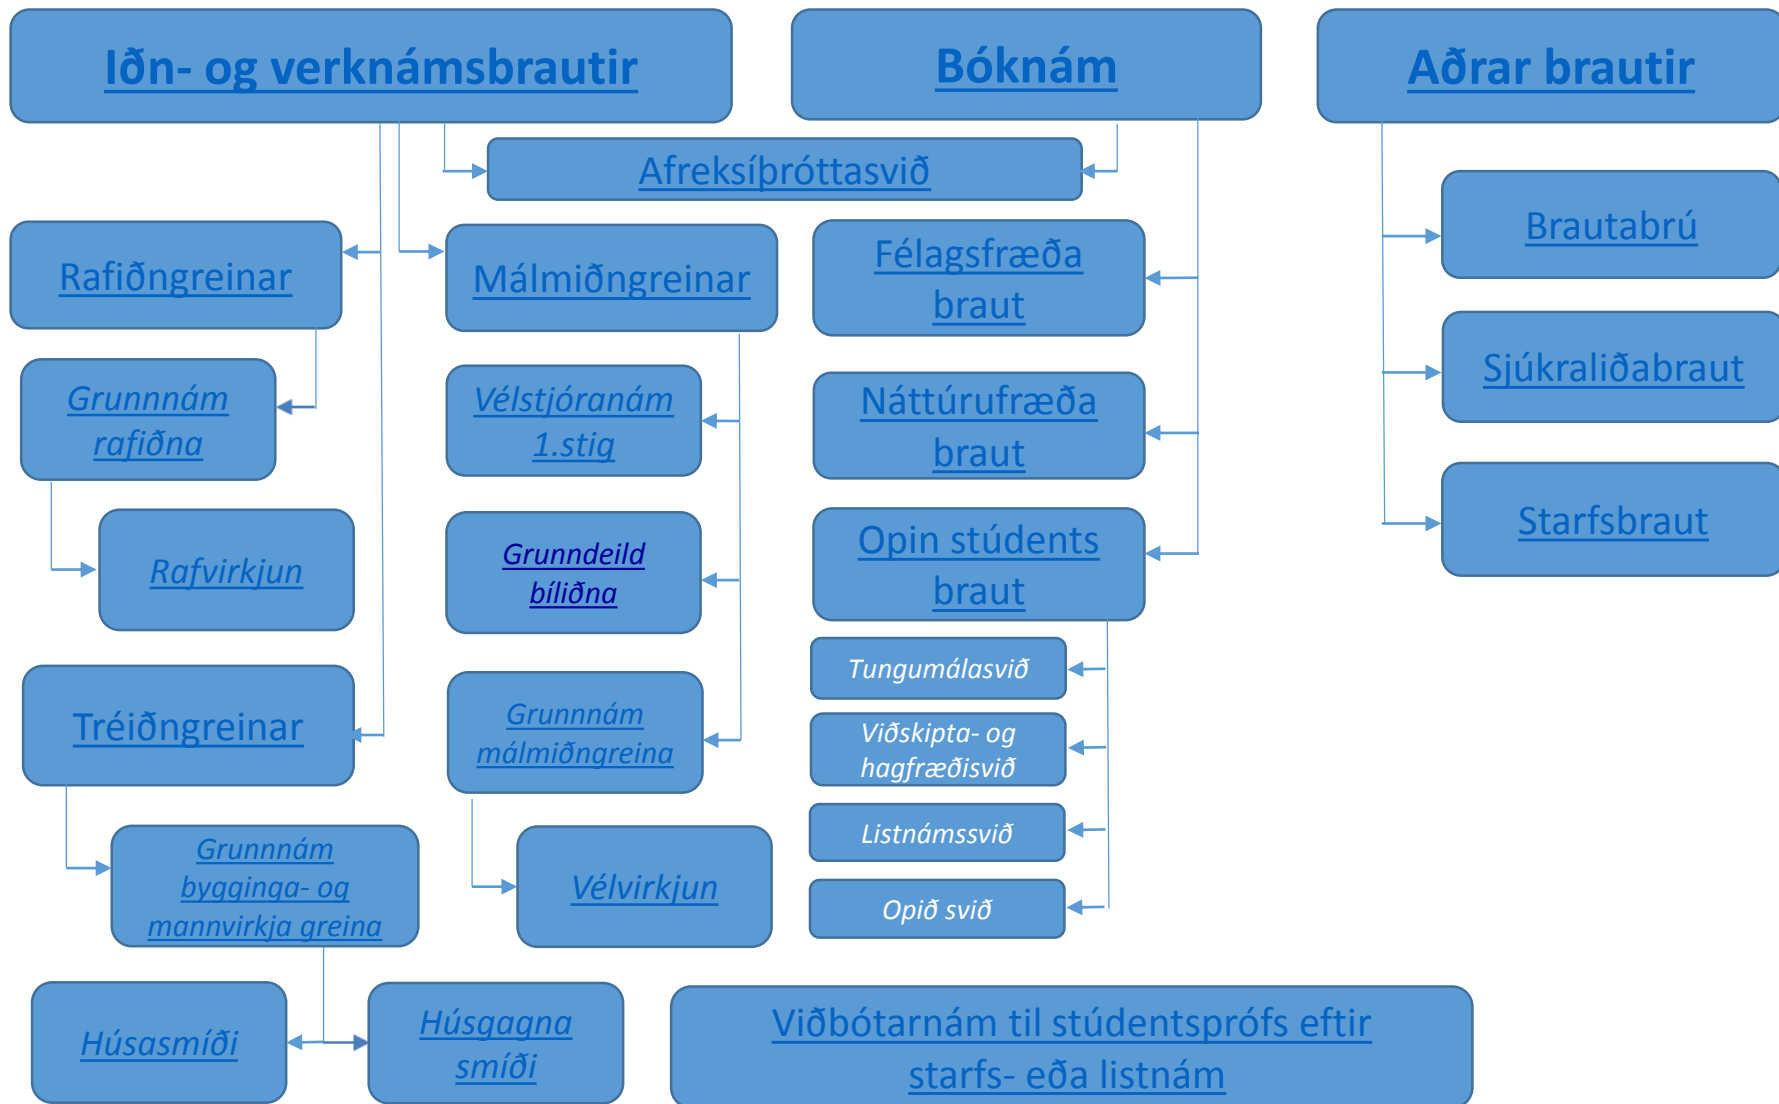 Iðn- og verknámsbrautir
Bóknám
Aðrar brautir
Afreksíþróttasvið
Rafiðngreinar
Málmiðngreinar
Félagsfræða
braut
Brautabrú
Grunnnám
rafiðna
Vélstjóranám
1.stig
Náttúrufræða
braut
Sjúkraliðabraut
Rafvirkjun
Grunndeild
bíliðna
Opin stúdents
braut
Starfsbraut
Tungumálasvið
Viðskipta- og
hagfræðisvið
Listnámssvið
Opið svið
Tréiðngreinar
Grunnnám
málmiðngreina
Grunnnám
bygginga- og
mannvirkja greina
Vélvirkjun
Húsasmíði
Húsgagna
smíði
Viðbótarnám til stúdentsprófs eftir
starfs- eða listnám